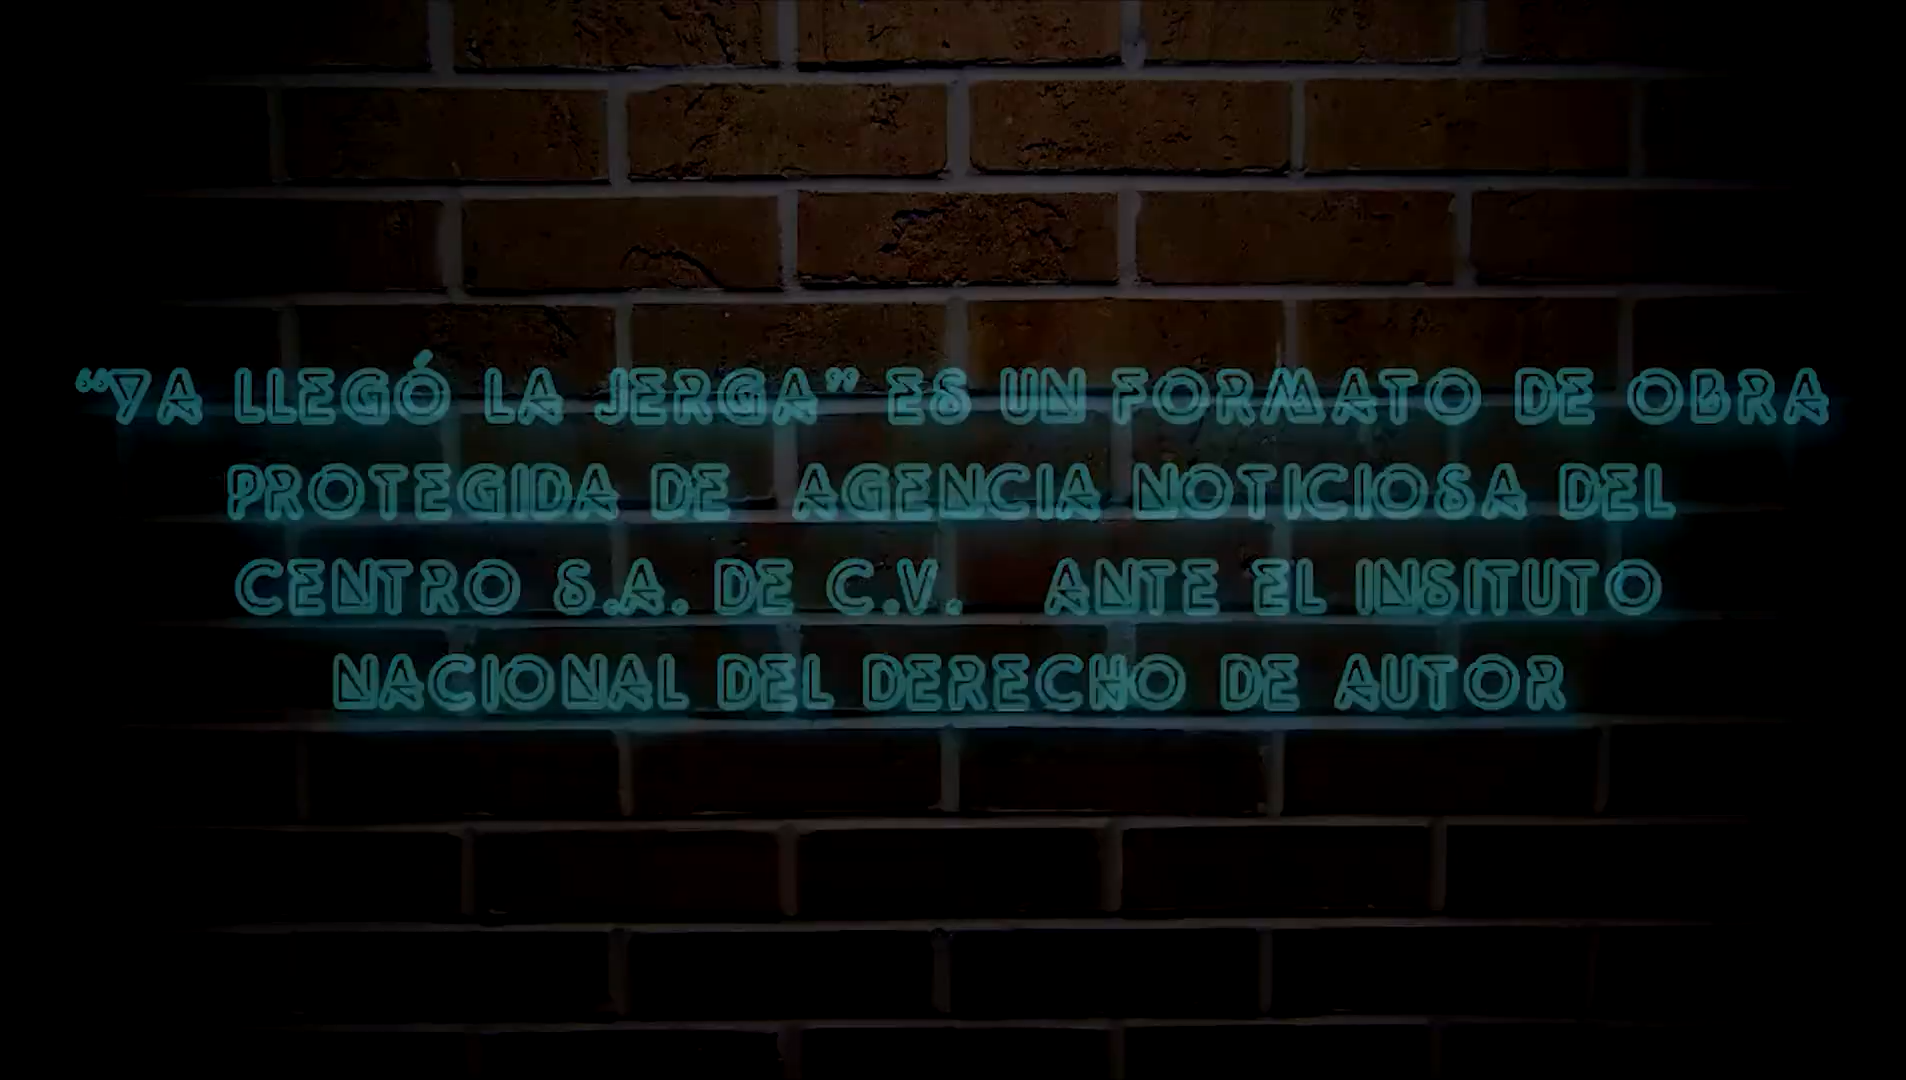 “YA LLEGÓ LA JERGA” ES UN FORMATO DE OBRA
PROTEGIDA DE AGENCIA NOTICIOSA DEL
CENTRO S.A. DE C.V. ANTE EL INSITUTO
NACIONAL DEL DERECHO DE AUTOR